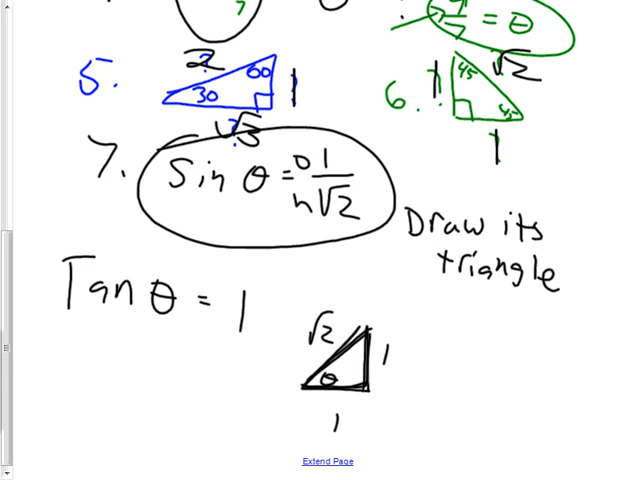 = θ
5.
2
60
30
1
√3
6.
1
45
45
√2
1
7.
Sin θ = o 1
h √2
Draw its
triangle
Tan θ = 1
√2
θ
1
1
Extend Page